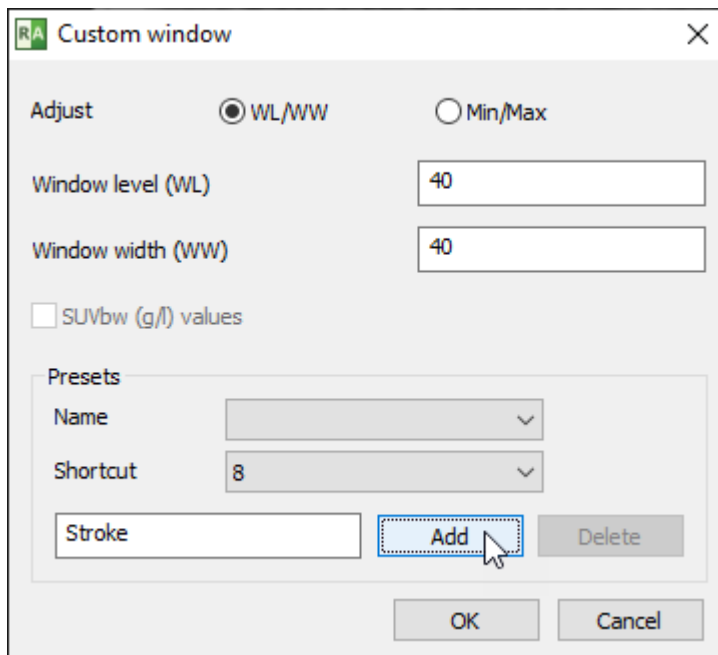 RA Custom window
Adjust WL/WW Min/Max
Window level (WL) 40
Window width (WW) 40
SUVbw (g/l) values
Presets
Name
Shortcut 8
Stroke Add Delete
OK Cancel